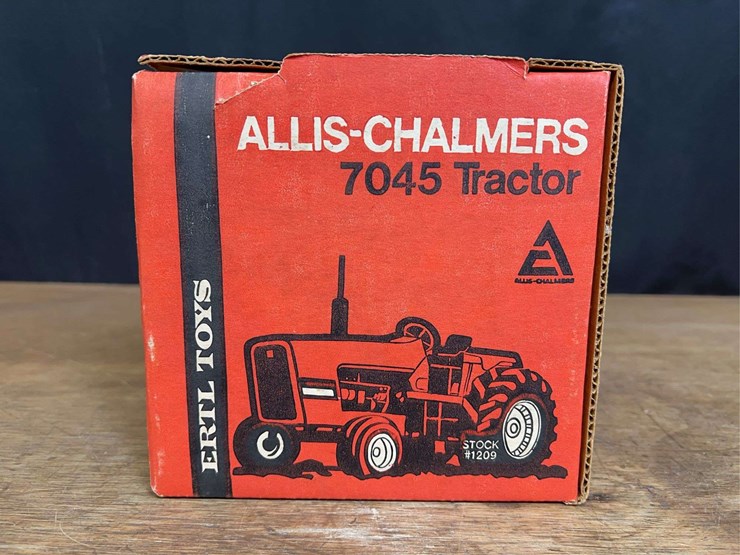 ALLIS-CHALMERS
7045 Tractor
ALLIS-CHALMERS
ERTL TOYS
STOCK
#1209